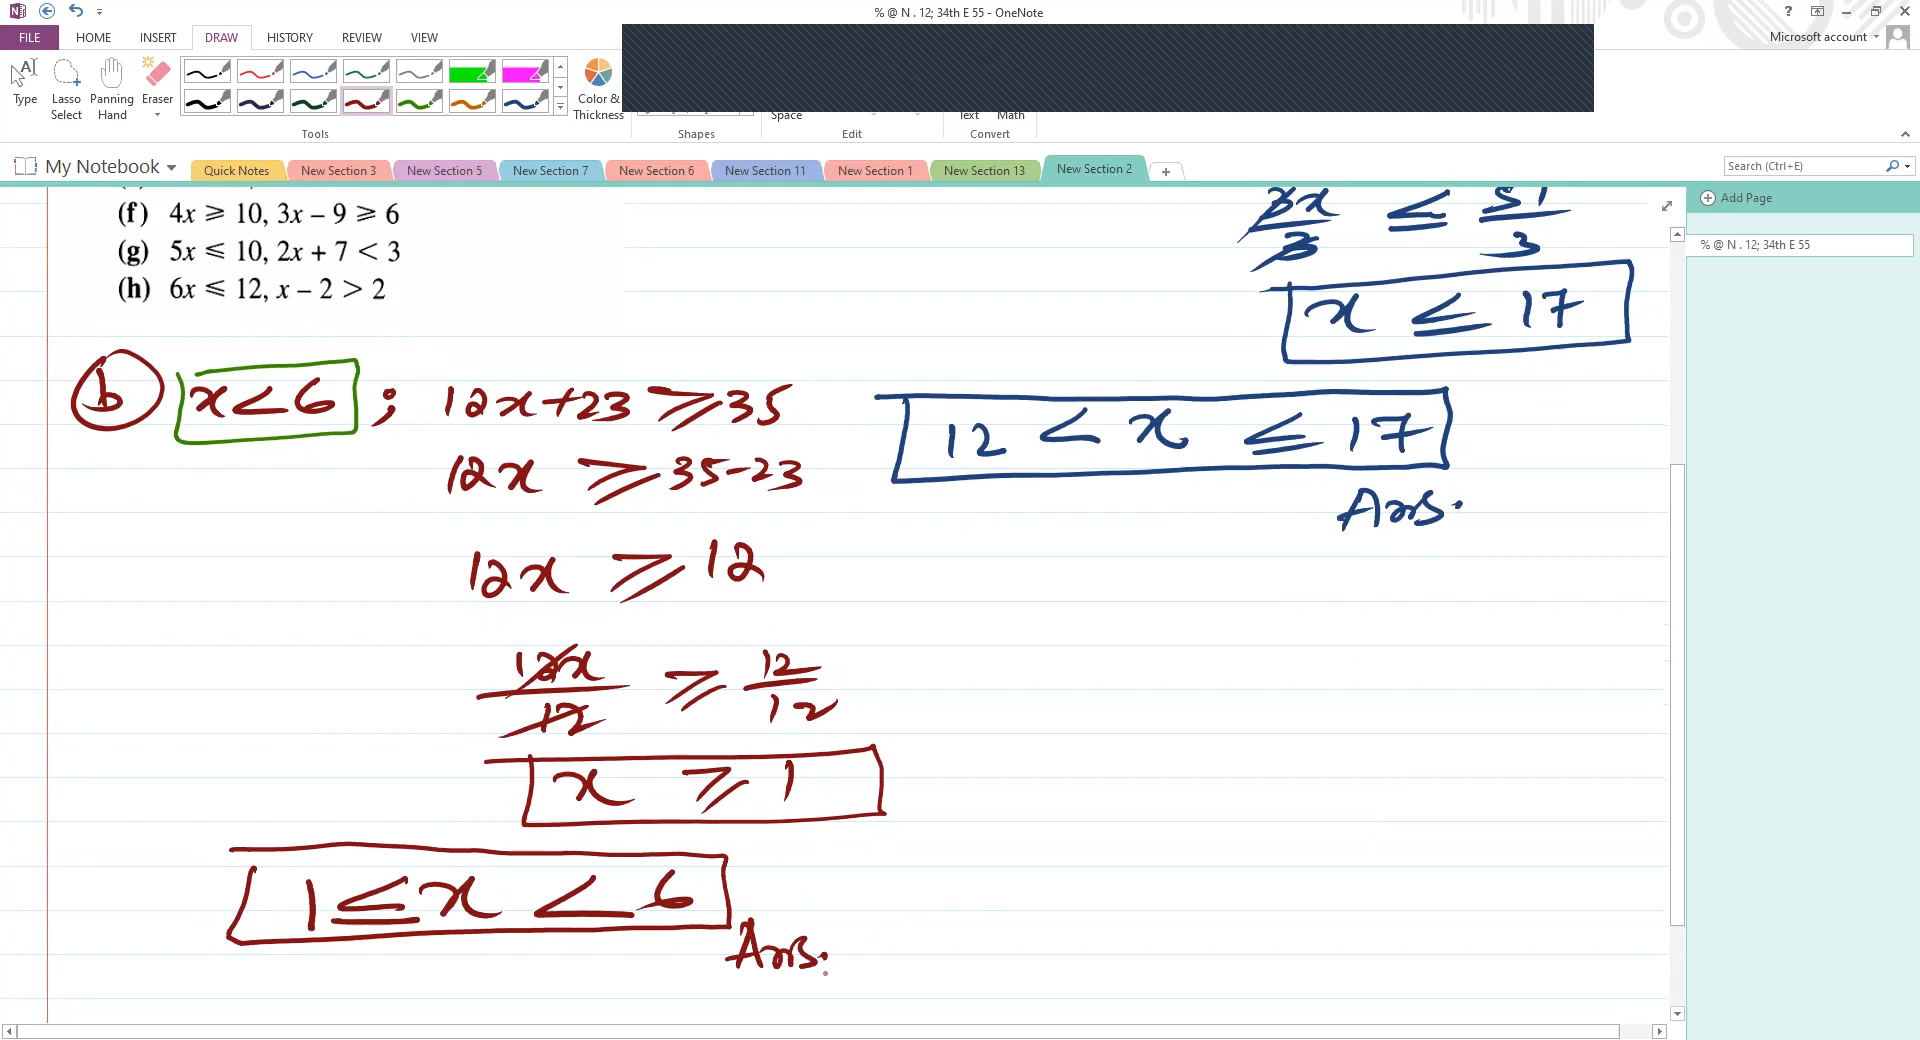 % @ N . 12; 34th E 55 - OneNote
?
FILE HOME INSERT DRAW HISTORY REVIEW VIEW
Microsoft account
Type Lasso Select Panning Hand Eraser
Color & Thickness
Space
Text Math
Tools Shapes Edit Convert
My Notebook Quick Notes New Section 3 New Section 5 New Section 7 New Section 6 New Section 11 New Section 1 New Section 13 New Section 2 +
Search (Ctrl+E)
Add Page
% @ N . 12; 34th E 55
(f) 4x ⩾ 10, 3x – 9 ⩾ 6
(g) 5x ⩽ 10, 2x + 7 < 3
(h) 6x ⩽ 12, x – 2 > 2
b x < 6 ; 12x + 23 ⩾ 35
12x ⩾ 35 - 23
12x ⩾ 12
12x/12 ⩾ 12/12
x ⩾ 1
1 ≤ x < 6
Ans.
3x/3 ≤ 51/3
x ≤ 17
12 < x ≤ 17
Ans.